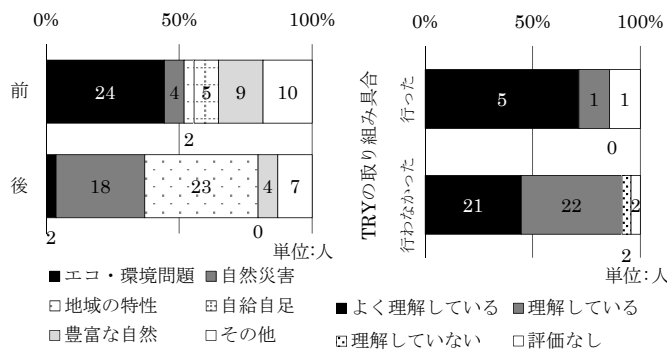 0% 50% 100%
前
24 4 5 9 10
2
後
18 23 4 7
2 0
単位:人
■エコ・環境問題 ■自然災害
□地域の特性 自給自足
□豊富な自然 □その他
0% 50% 100%
TRYの取り組み具合
行った
5 1 1
0
行わなかった
21 22 2
2
単位:人
■よく理解している ■理解している
理解していない □評価なし